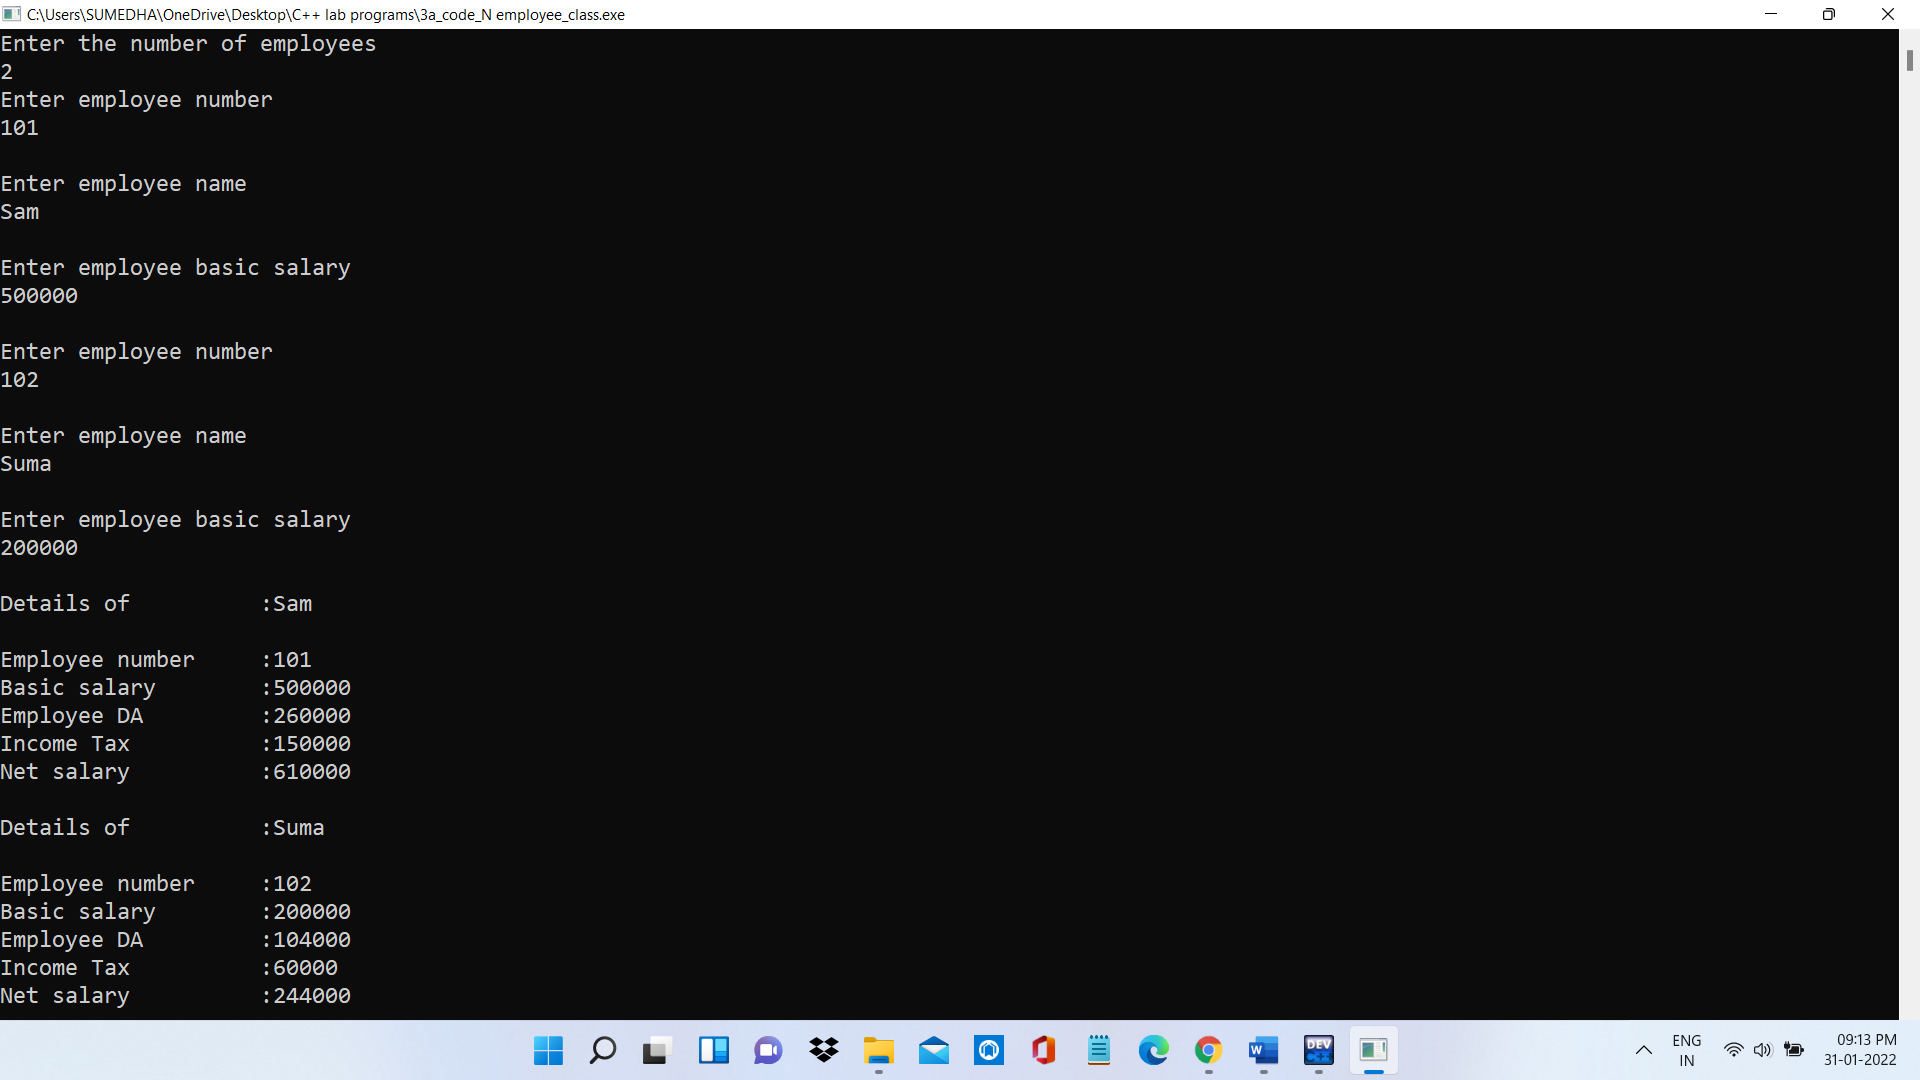 C:\Users\SUMEDHA\OneDrive\Desktop\C++ lab programs\3a_code_N employee_class.exe
Enter the number of employees
2
Enter employee number
101
Enter employee name
Sam
Enter employee basic salary
500000
Enter employee number
102
Enter employee name
Suma
Enter employee basic salary
200000
Details of :Sam
Employee number :101
Basic salary :500000
Employee DA :260000
Income Tax :150000
Net salary :610000
Details of :Suma
Employee number :102
Basic salary :200000
Employee DA :104000
Income Tax :60000
Net salary :244000
W
DEV
C++
ENG
IN
09:13 PM
31-01-2022